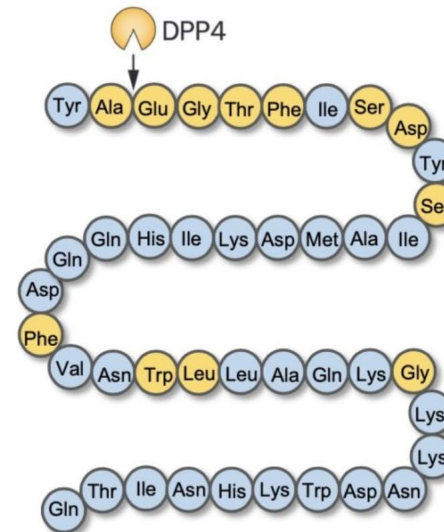 DPP4
Tyr Ala Glu Gly Thr Phe Ile Ser
Asp
Tyr
Se
Gln His Ile Lys Asp Met Ala Ile
Gln
Asp
Phe
Val Asn Trp Leu Leu Ala Gln Lys Gly
Lys
Lys
Gln Thr Ile Asn His Lys Trp Asp Asn